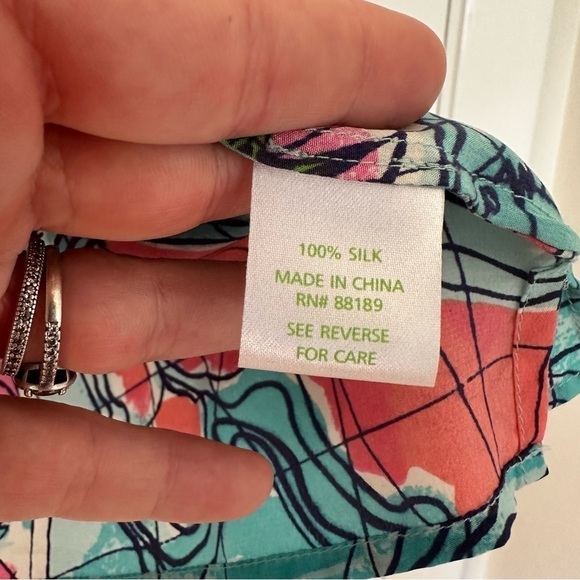 100% SILK
MADE IN CHINA
RN# 88189
SEE REVERSE
FOR CARE